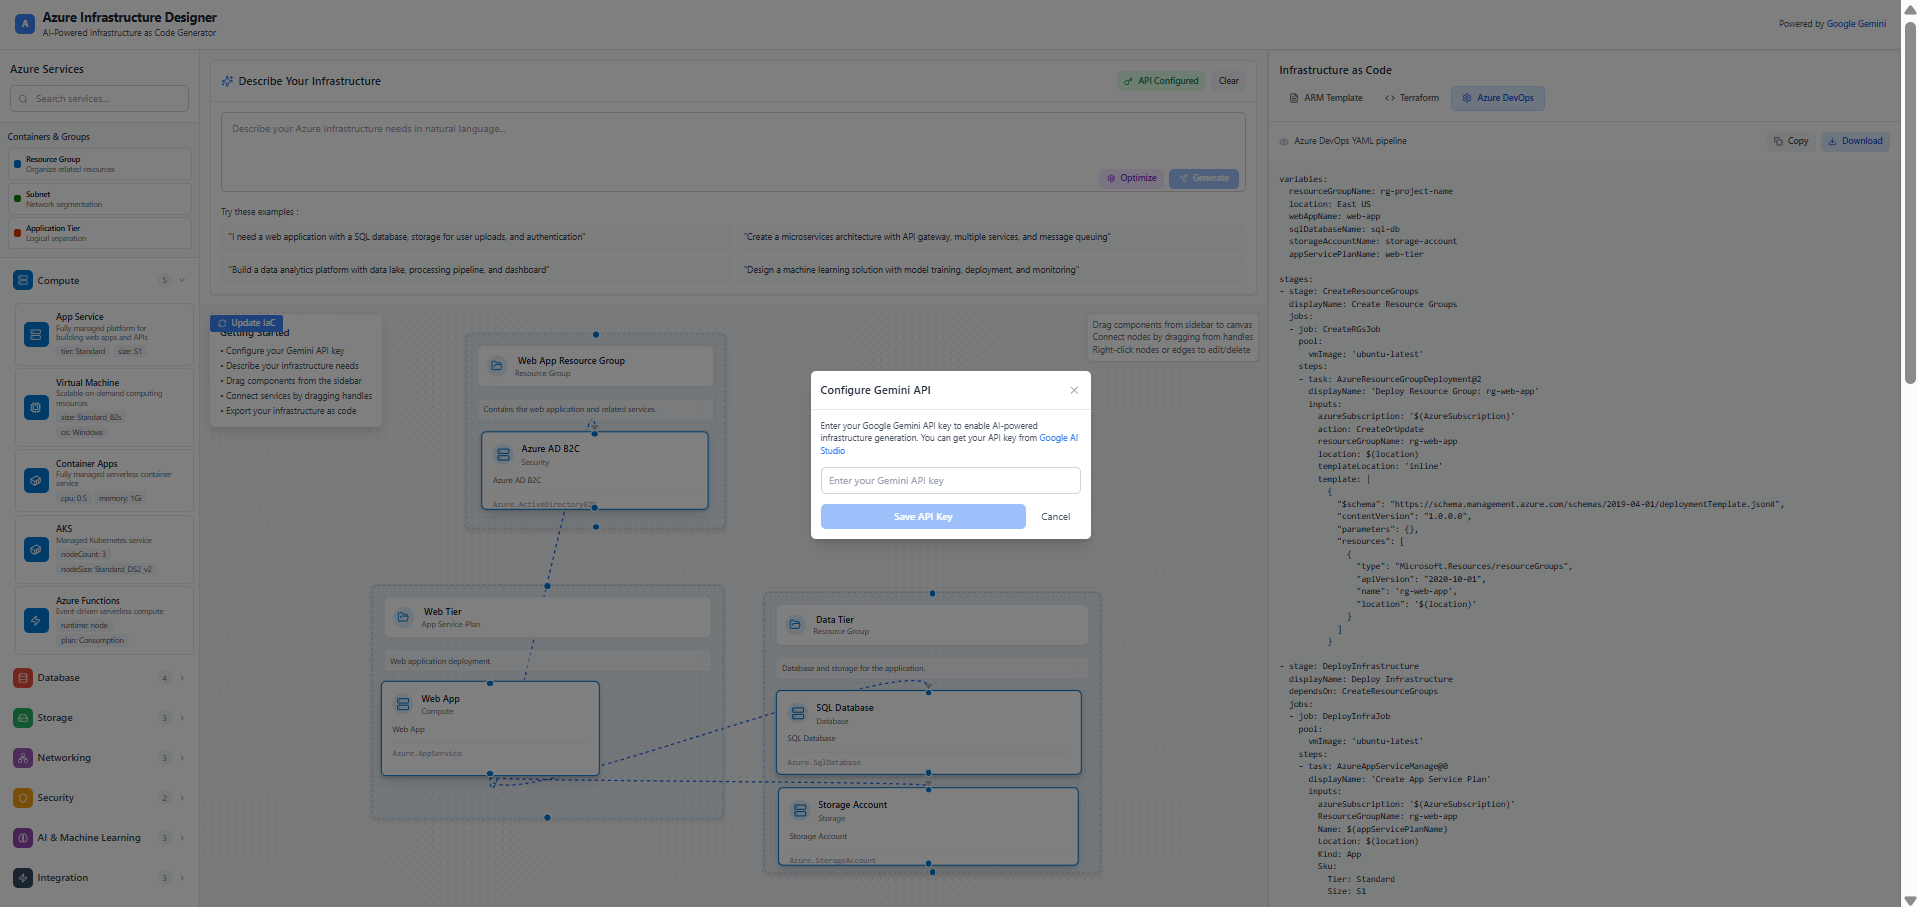 A
Azure Infrastructure Designer
AI-Powered Infrastructure as Code Generator
Powered by Google Gemini
Azure Services
Search services...
Containers & Groups
Resource Group
Organize related resources
Subnet
Network segmentation
Application Tier
Logical separation
Compute
5
App Service
Fully managed platform for
building web apps and APIs
tier: Standard size: S1
Virtual Machine
Scalable on-demand computing
resources
size: Standard_B2s
os: Windows
Container Apps
Fully managed serverless container
service
cpu: 0.5 memory: 1Gi
AKS
Managed Kubernetes service
nodeCount: 3
nodeSize: Standard_DS2_v2
Azure Functions
Event-driven serverless compute
runtime: node
plan: Consumption
Database
4
Storage
3
Networking
3
Security
2
AI & Machine Learning
3
Integration
3
Describe Your Infrastructure
API Configured
Clear
Describe your Azure infrastructure needs in natural language...
Optimize
Generate
Try these examples :
"I need a web application with a SQL database, storage for user uploads, and authentication"
"Create a microservices architecture with API gateway, multiple services, and message queuing"
"Build a data analytics platform with data lake, processing pipeline, and dashboard"
"Design a machine learning solution with model training, deployment, and monitoring"
Update IaC
Getting Started
• Configure your Gemini API key
• Describe your infrastructure needs
• Drag components from the sidebar
• Connect services by dragging handles
• Export your infrastructure as code
Drag components from sidebar to canvas
Connect nodes by dragging from handles
Right-click nodes or edges to edit/delete
Web App Resource Group
Resource Group
Contains the web application and related services.
Azure AD B2C
Security
Azure AD B2C
Azure.ActiveDirectoryB2C
Web Tier
App Service-Plan
Web application deployment.
Web App
Compute
Web App
Azure.AppService
Data Tier
Resource Group
Database and storage for the application.
SQL Database
Database
SQL Database
Azure.SqlDatabase
Storage Account
Storage
Storage Account
Azure.StorageAccount
Configure Gemini API
Enter your Google Gemini API key to enable AI-powered
infrastructure generation. You can get your API key from Google AI
Studio
Enter your Gemini API key
Save API Key
Cancel
Infrastructure as Code
ARM Template
Terraform
Azure DevOps
Azure DevOps YAML pipeline
Copy
Download
variables:
resourceGroupName: rg-project-name
location: East US
webAppName: web-app
sqlDatabaseName: sql-db
storageAccountName: storage-account
appServicePlanName: web-tier
stages:
- stage: CreateResourceGroups
displayName: Create Resource Groups
jobs:
- job: CreateRGsJob
pool:
vmImage: 'ubuntu-latest'
steps:
- task: AzureResourceGroupDeployment@2
displayName: 'Deploy Resource Group: rg-web-app'
inputs:
azureSubscription: '$(AzureSubscription)'
action: CreateOrUpdate
resourceGroupName: rg-web-app
location: $(location)
templateLocation: 'inline'
template: |
{
"$schema": "https://schema.management.azure.com/schemas/2019-04-01/deploymentTemplate.json#",
"contentVersion": "1.0.0.0",
"parameters": {},
"resources": [
{
"type": "Microsoft.Resources/resourceGroups",
"apiVersion": "2020-10-01",
"name": 'rg-web-app',
"location": '$(location)'
}
]
}
- stage: DeployInfrastructure
displayName: Deploy Infrastructure
dependsOn: CreateResourceGroups
jobs:
- job: DeployInfraJob
pool:
vmImage: 'ubuntu-latest'
steps:
- task: AzureAppServiceManage@0
displayName: 'Create App Service Plan'
inputs:
azureSubscription: '$(AzureSubscription)'
ResourceGroupName: rg-web-app
Name: $(appServicePlanName)
Location: $(location)
Kind: App
Sku:
Tier: Standard
Size: S1